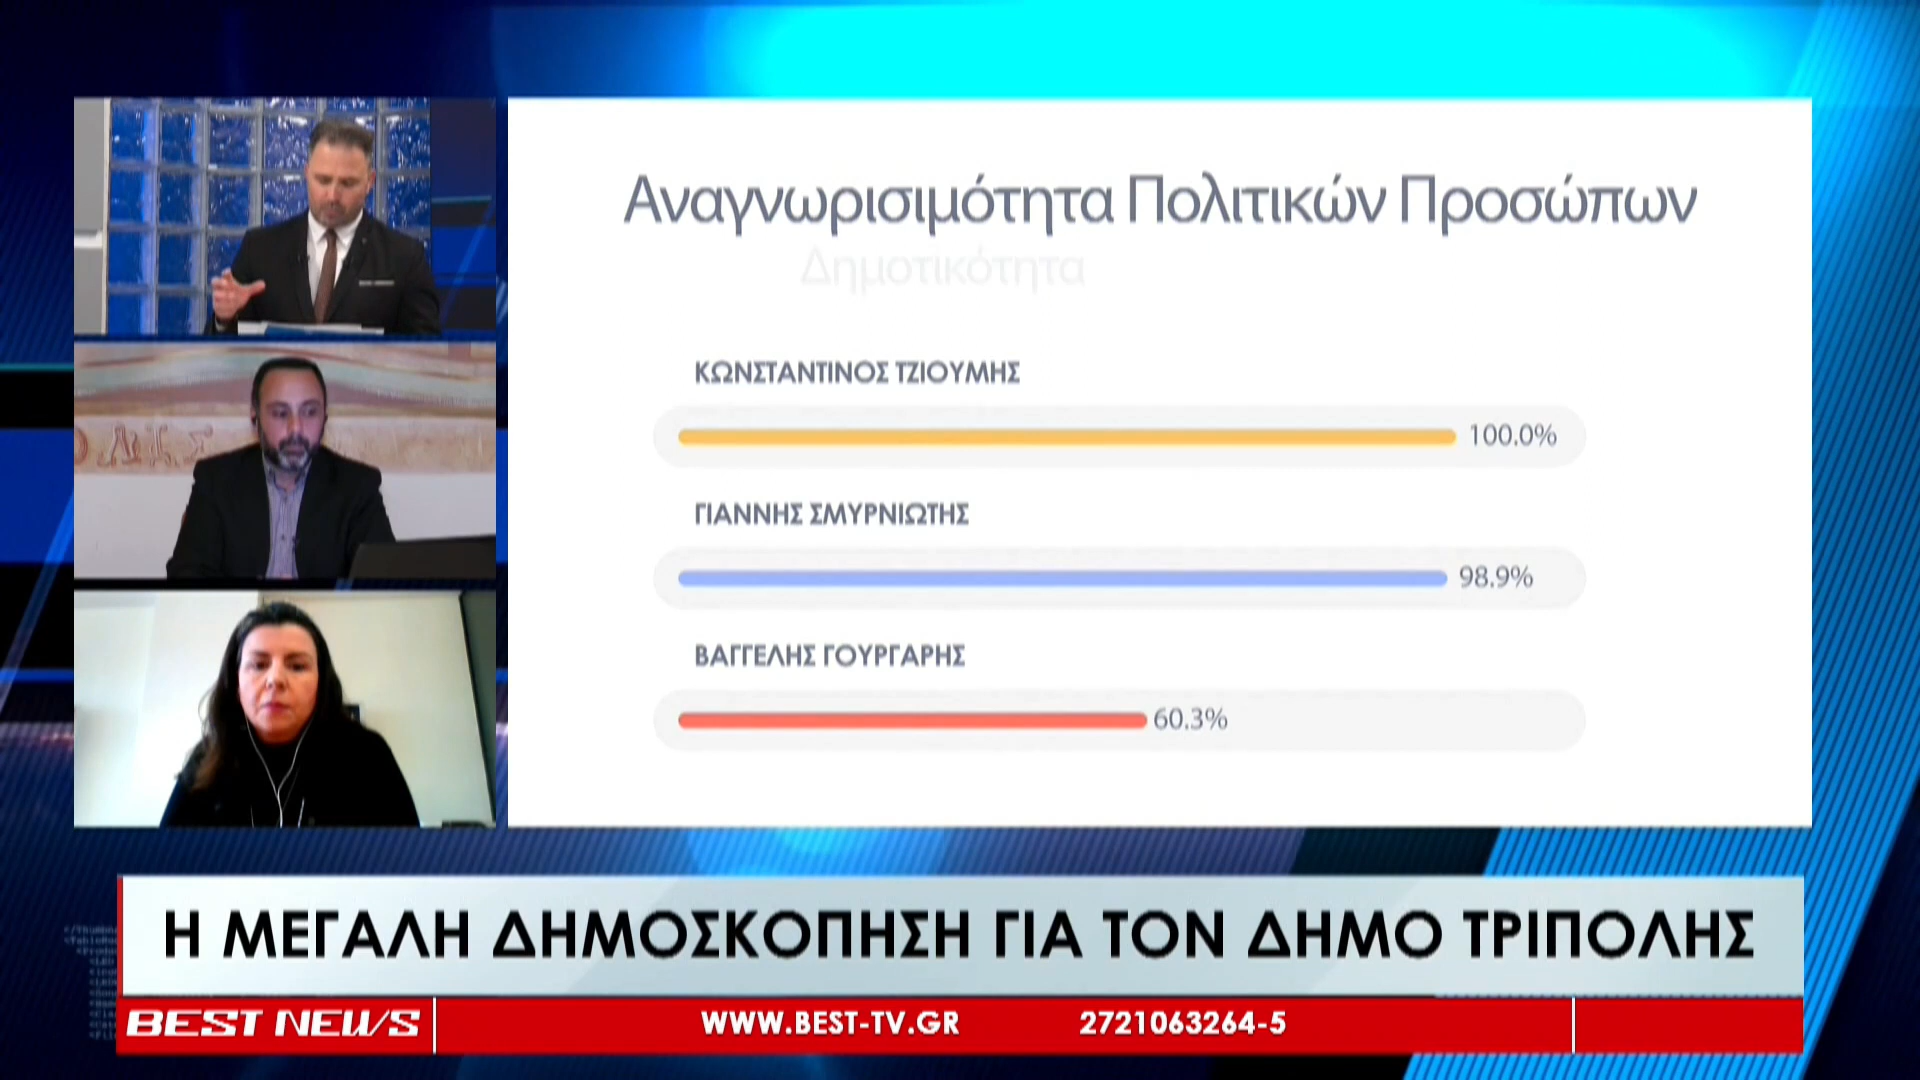 Αναγνωρισιμότητα Πολιτικών Προσώπων
Δημοτικότητα
ΚΩΝΣΤΑΝΤΙΝΟΣ ΤΖΙΟΥΜΗΣ
100.0%
ΓΙΑΝΝΗΣ ΣΜΥΡΝΙΩΤΗΣ
98.9%
ΒΑΓΓΕΛΗΣ ΓΟΥΡΓΑΡΗΣ
60.3%
Η ΜΕΓΑΛΗ ΔΗΜΟΣΚΟΠΗΣΗ ΓΙΑ ΤΟΝ ΔΗΜΟ ΤΡΙΠΟΛΗΣ
BEST NEWS WWW.BEST-TV.GR 2721063264-5